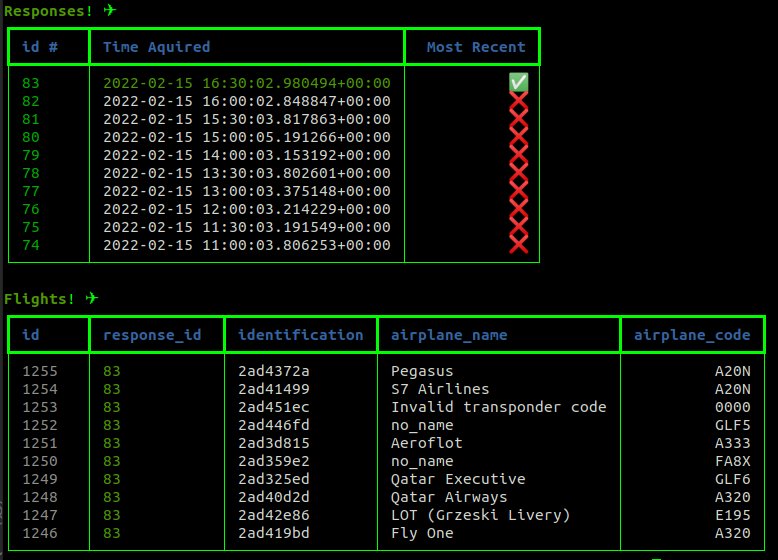 Responses! ✈
id # Time Aquired Most Recent
83 2022-02-15 16:30:02.980494+00:00 ✅
82 2022-02-15 16:00:02.848847+00:00 ❌
81 2022-02-15 15:30:03.817863+00:00 ❌
80 2022-02-15 15:00:05.191266+00:00 ❌
79 2022-02-15 14:00:03.153192+00:00 ❌
78 2022-02-15 13:30:03.802601+00:00 ❌
77 2022-02-15 13:00:03.375148+00:00 ❌
76 2022-02-15 12:00:03.214229+00:00 ❌
75 2022-02-15 11:30:03.191549+00:00 ❌
74 2022-02-15 11:00:03.806253+00:00 ❌
Flights! ✈
id response_id identification airplane_name airplane_code
1255 83 2ad4372a Pegasus A20N
1254 83 2ad41499 S7 Airlines A20N
1253 83 2ad451ec Invalid transponder code 0000
1252 83 2ad446fd no_name GLF5
1251 83 2ad3d815 Aeroflot A333
1250 83 2ad359e2 no_name FA8X
1249 83 2ad325ed Qatar Executive GLF6
1248 83 2ad40d2d Qatar Airways A320
1247 83 2ad42e86 LOT (Grzeski Livery) E195
1246 83 2ad419bd Fly One A320